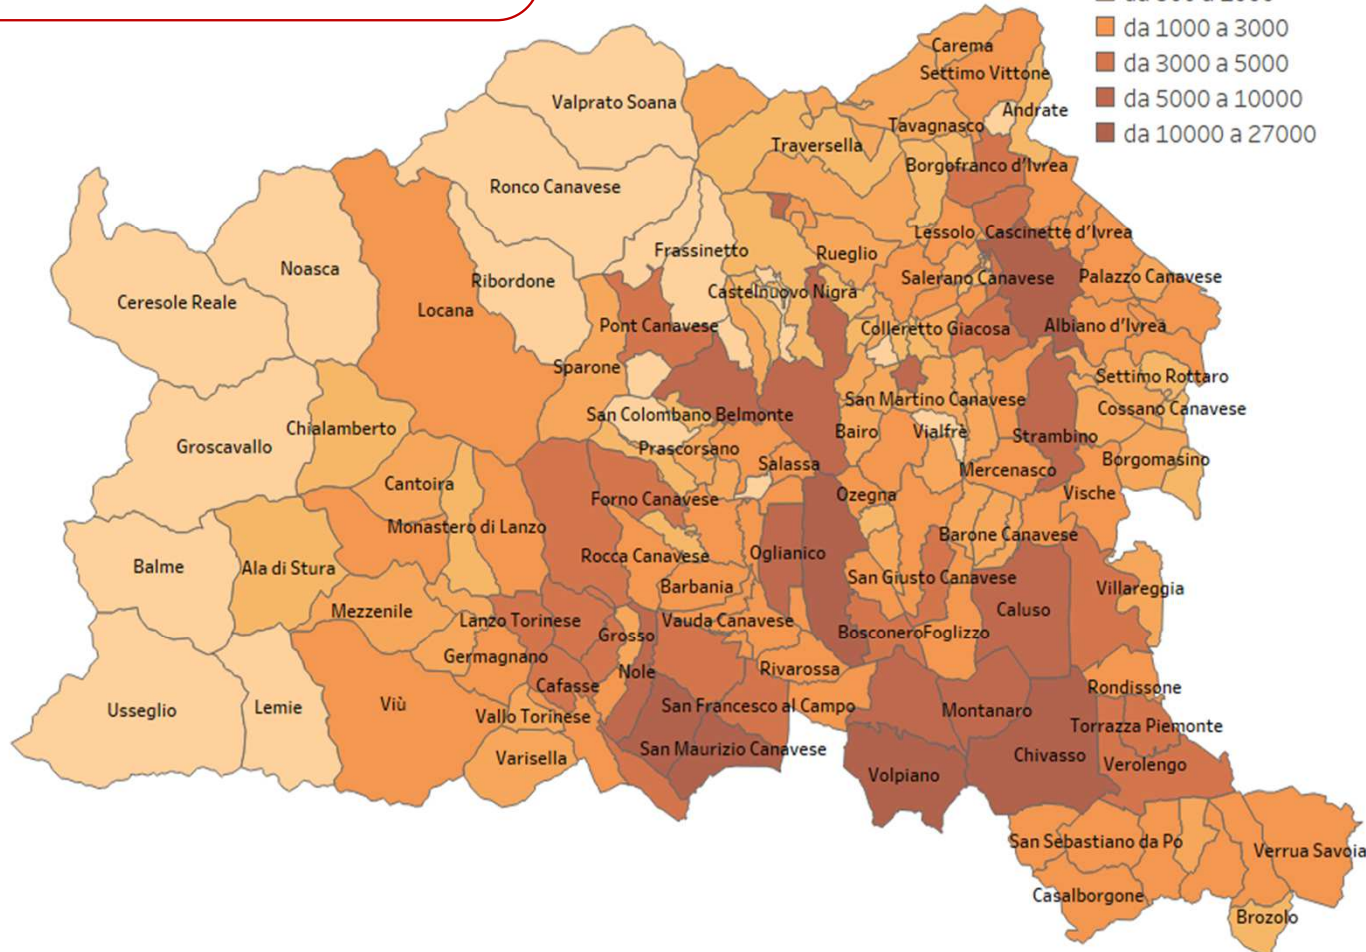 da 1000 a 3000
da 3000 a 5000
da 5000 a 10000
da 10000 a 27000
Carema
Settimo Vittone
Valprato Soana
Andrate
Tavagnasco
Traversella
Borgofranco d'Ivrea
Ronco Canavese
Lessolo
Cascinette d'Ivrea
Frassinetto
Rueglio
Noasca
Ribordone
Salerano Canavese
Palazzo Canavese
Castelnuovo Nigra
Ceresole Reale
Locana
Pont Canavese
Colleretto Giacosa
Albiano d'Ivrea
Sparone
Settimo Rottaro
San Martino Canavese
Cossano Canavese
San Colombano Belmonte
Chialamberto
Bairo
Vialfrè
Strambino
Groscavallo
Prascorsano
Salassa
Mercenasco
Borgomasino
Cantoira
Forno Canavese
Ozegna
Vische
Monastero di Lanzo
Barone Canavese
Rocca Canavese
Oglianico
Balme
Ala di Stura
San Giusto Canavese
Barbania
Villareggia
Mezzenile
Caluso
Lanzo Torinese
Vauda Canavese
Grosso
Bosconero
Foglizzo
Germagnano
Nole
Rivarossa
Cafasse
Rondissone
Viù
San Francesco al Campo
Usseglio
Lemie
Montanaro
Vallo Torinese
Torrazza Piemonte
San Maurizio Canavese
Varisella
Chivasso
Verolengo
Volpiano
San Sebastiano da Po
Verrua Savoia
Casalborgone
Brozolo